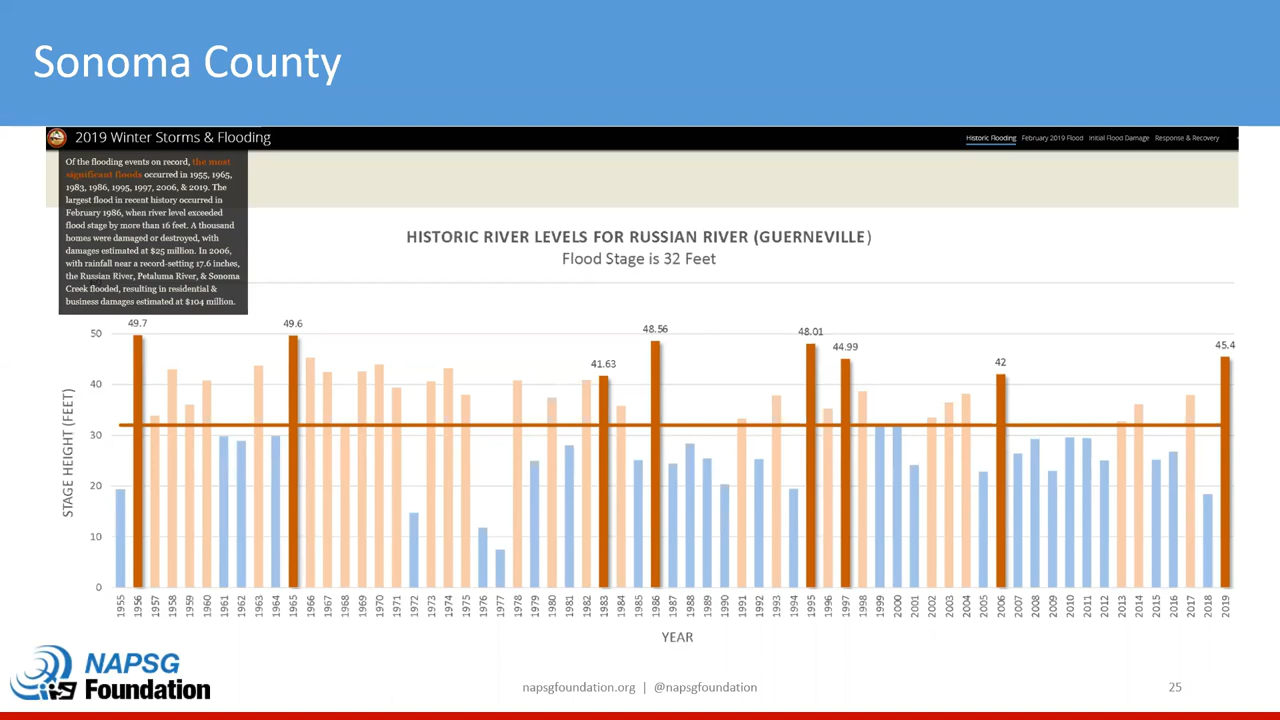 Sonoma County
2019 Winter Storms & Flooding
Historic Flooding February 2019 Flood Initial Flood Damage Response & Recovery
Of the flooding events on record, the most
significant floods occurred in 1955, 1965,
1983, 1986, 1995, 1997, 2006, & 2019. The
largest flood in recent history occurred in
February 1986, when river level exceeded
flood stage by more than 16 feet. A thousand
homes were damaged or destroyed, with
damages estimated at $25 million. In 2006,
with rainfall near a record-setting 17.6 inches,
the Russian River, Petaluma River, & Sonoma
Creek flooded, resulting in residential &
business damages estimated at $104 million.
HISTORIC RIVER LEVELS FOR RUSSIAN RIVER (GUERNEVILLE)
Flood Stage is 32 Feet
49.7 49.6 41.63 48.56 48.01 44.99 42 45.4
STAGE HEIGHT (FEET)
50
40
30
20
10
0
1955 1956 1957 1958 1959 1960 1961 1962 1963 1964 1965 1966 1967 1968 1969 1970 1971 1972 1973 1974 1975 1976 1977 1978 1979 1980 1981 1982 1983 1984 1985 1986 1987 1988 1989 1990 1991 1992 1993 1994 1995 1996 1997 1998 1999 2000 2001 2002 2003 2004 2005 2006 2007 2008 2009 2010 2011 2012 2013 2014 2015 2016 2017 2018 2019
YEAR
NAPSG
Foundation
napsgfoundation.org | @napsgfoundation
25